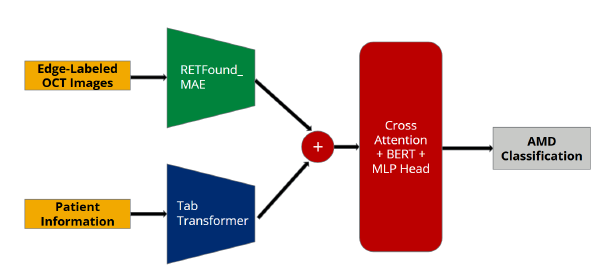 Edge-Labeled
OCT Images
RETFound_
MAE
+
Cross
Attention
+ BERT +
MLP Head
AMD
Classification
Patient
Information
Tab
Transformer